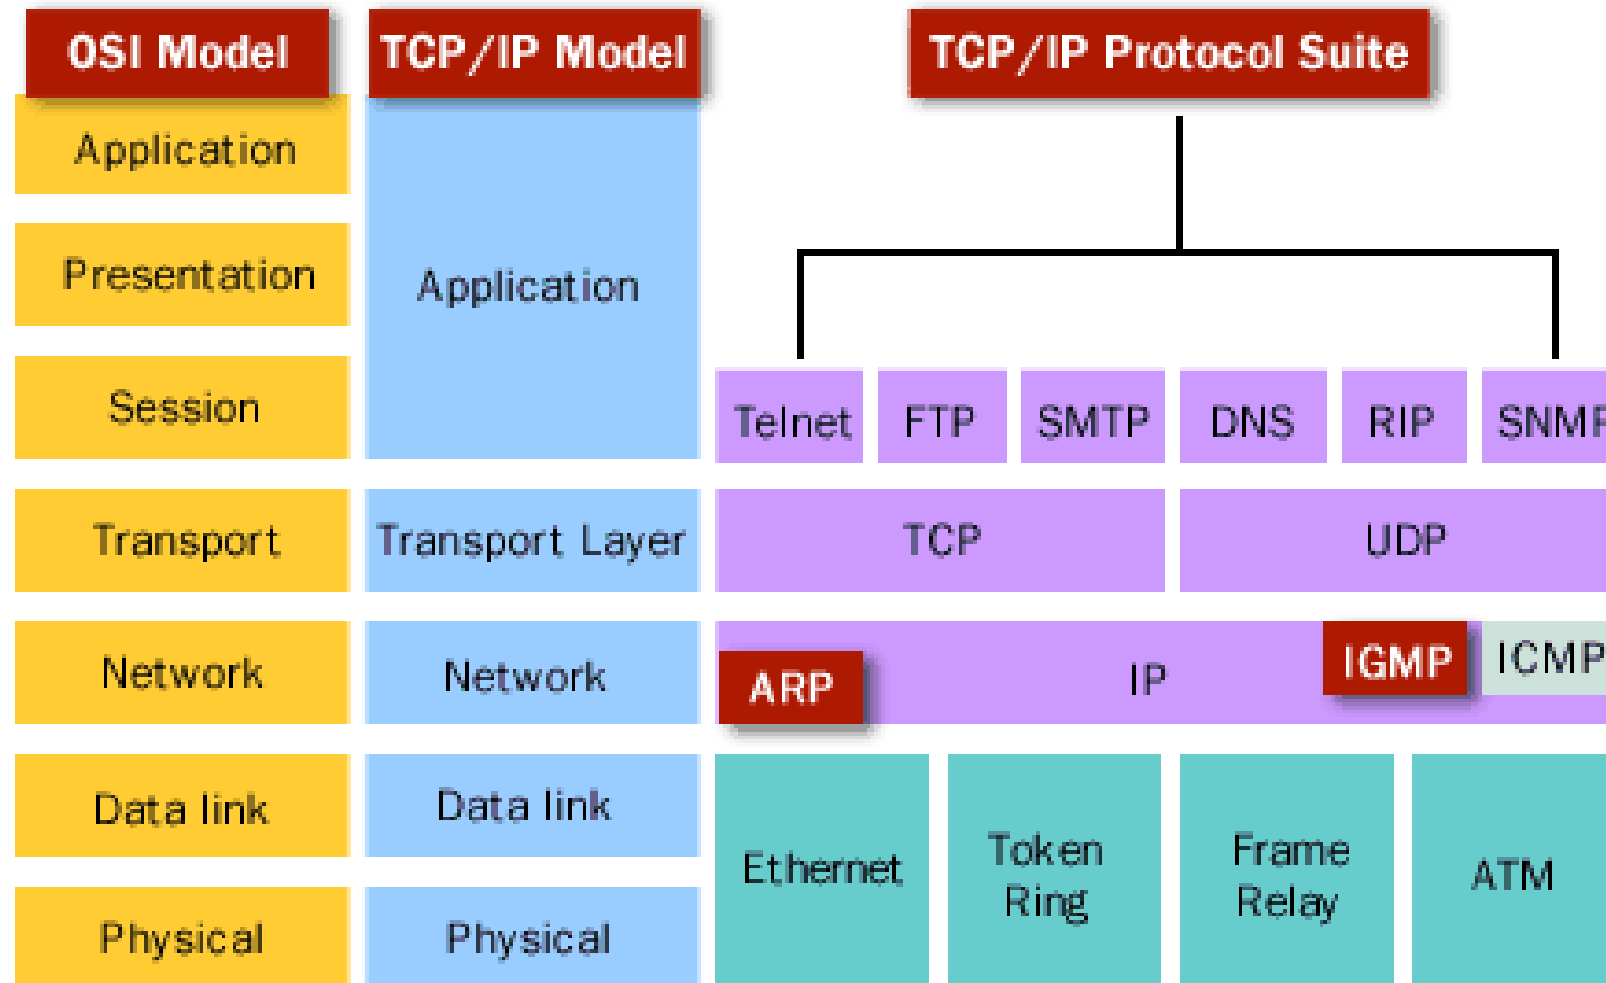 OSI Model
TCP/IP Model
TCP/IP Protocol Suite
Application
Presentation
Application
Session
Telnet FTP SMTP DNS RIP SNMP
Transport
Transport Layer
TCP UDP
Network
Network
ARP IP IGMP ICMP
Data link
Data link
Ethernet
Token
Ring
Frame
Relay
ATM
Physical
Physical